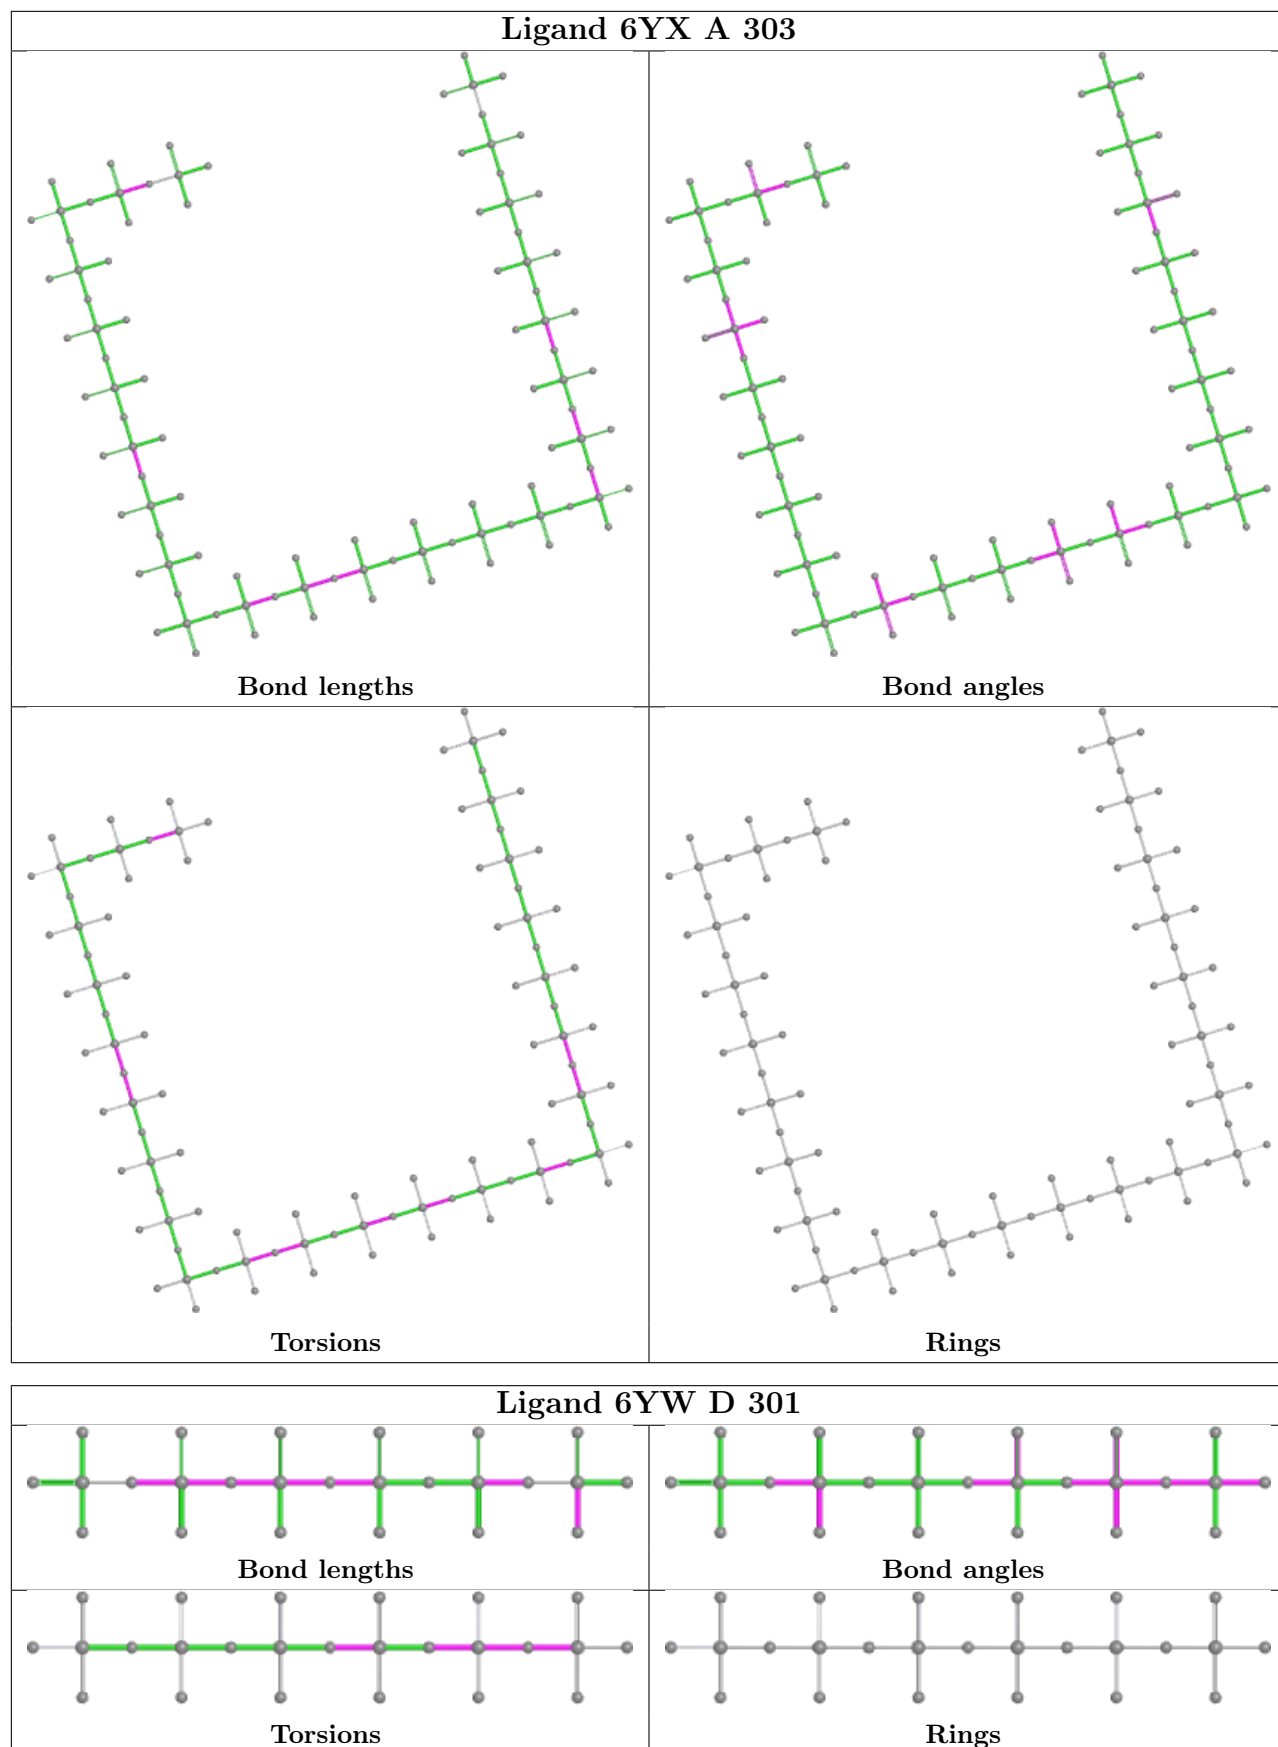 Ligand 6YX A 303
Bond lengths
Bond angles
Torsions
Rings
Ligand 6YW D 301
Bond lengths
Bond angles
Torsions
Rings